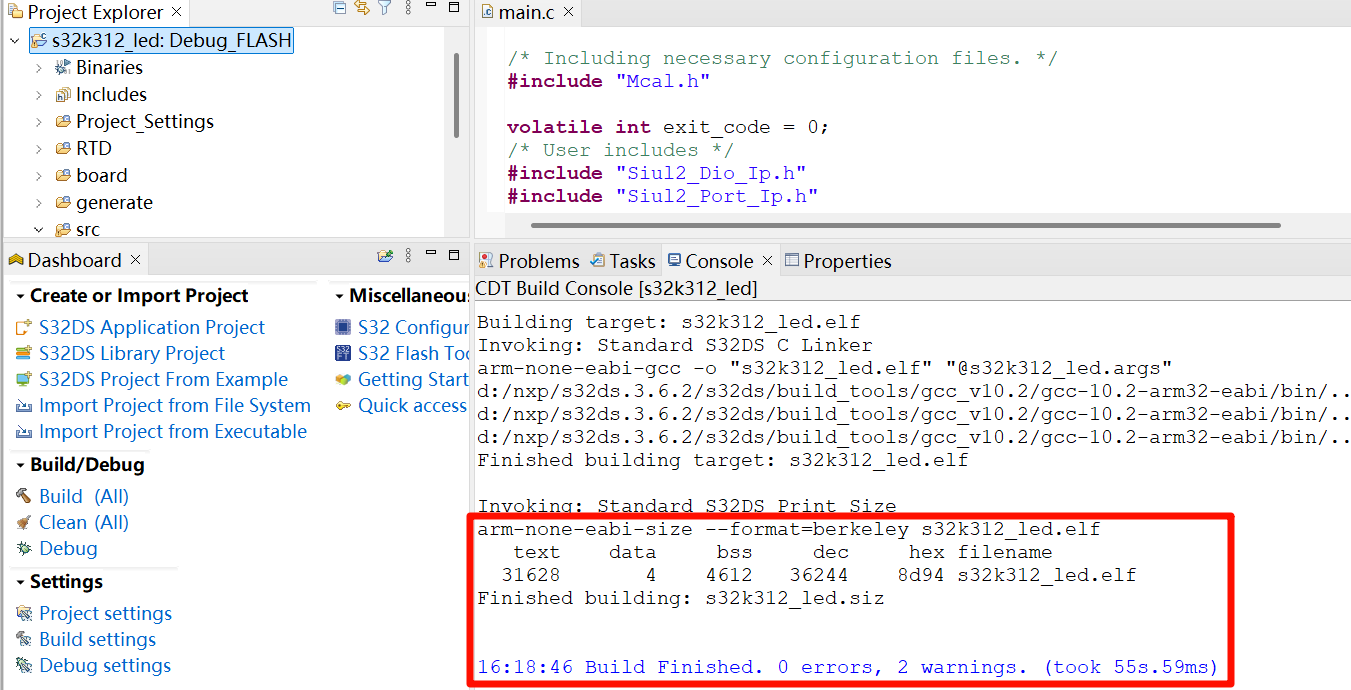 Project Explorer
s32k312_led: Debug_FLASH
Binaries
Includes
Project_Settings
RTD
board
generate
src
main.c
/* Including necessary configuration files. */
#include "Mcal.h"
volatile int exit_code = 0;
/* User includes */
#include "Siul2_Dio_Ip.h"
#include "Siul2_Port_Ip.h"
Dashboard
Create or Import Project
S32DS Application Project
S32DS Library Project
S32DS Project From Example
Import Project from File System
Import Project from Executable
Build/Debug
Build (All)
Clean (All)
Debug
Settings
Project settings
Build settings
Debug settings
Miscellaneous
S32 Configur
S32 Flash Too
Getting Start
Quick access
Problems Tasks Console Properties
CDT Build Console [s32k312_led]
Building target: s32k312_led.elf
Invoking: Standard S32DS C Linker
arm-none-eabi-gcc -o "s32k312_led.elf" "@s32k312_led.args"
d:/nxp/s32ds.3.6.2/s32ds/build_tools/gcc_v10.2/gcc-10.2-arm32-eabi/bin/..
d:/nxp/s32ds.3.6.2/s32ds/build_tools/gcc_v10.2/gcc-10.2-arm32-eabi/bin/..
d:/nxp/s32ds.3.6.2/s32ds/build_tools/gcc_v10.2/gcc-10.2-arm32-eabi/bin/..
Finished building target: s32k312_led.elf
Invoking: Standard S32DS Print Size
arm-none-eabi-size --format=berkeley s32k312_led.elf
text data bss dec hex filename
31628 4 4612 36244 8d94 s32k312_led.elf
Finished building: s32k312_led.siz
16:18:46 Build Finished. 0 errors, 2 warnings. (took 55s.59ms)